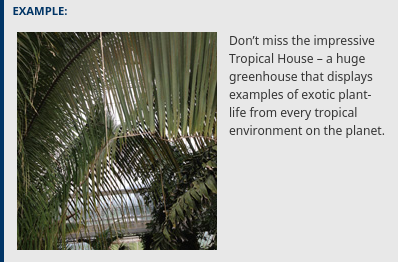 EXAMPLE:
Don’t miss the impressive
Tropical House – a huge
greenhouse that displays
examples of exotic plant-
life from every tropical
environment on the planet.